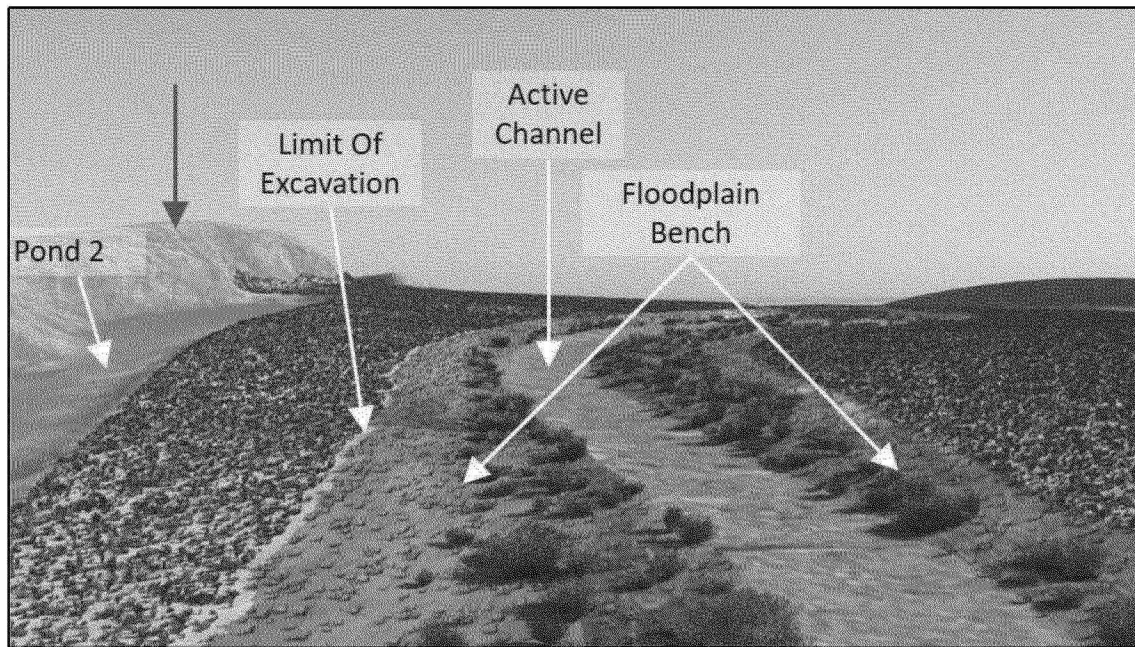 Active
Channel
Limit Of
Excavation
Floodplain
Bench
Pond 2